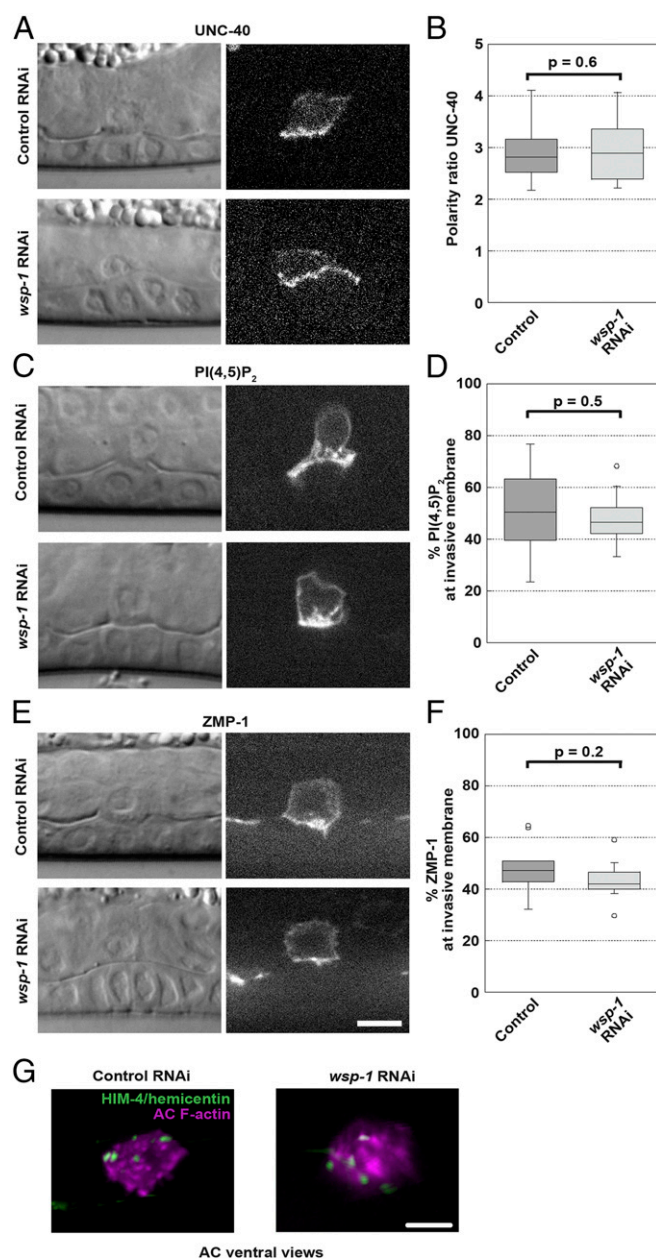 A
UNC-40
Control RNAi
wsp-1 RNAi
B
5
4
3
2
1
0
Polarity ratio UNC-40
p = 0.6
Control
wsp-1
RNAi
C
PI(4,5)P₂
Control RNAi
wsp-1 RNAi
D
100
80
60
40
20
0
% PI(4,5)P₂
at invasive membrane
p = 0.5
Control
wsp-1
RNAi
E
ZMP-1
Control RNAi
wsp-1 RNAi
F
100
80
60
40
20
0
% ZMP-1
at invasive membrane
p = 0.2
Control
wsp-1
RNAi
G
Control RNAi
wsp-1 RNAi
HIM-4/hemicentin
AC F-actin
AC ventral views